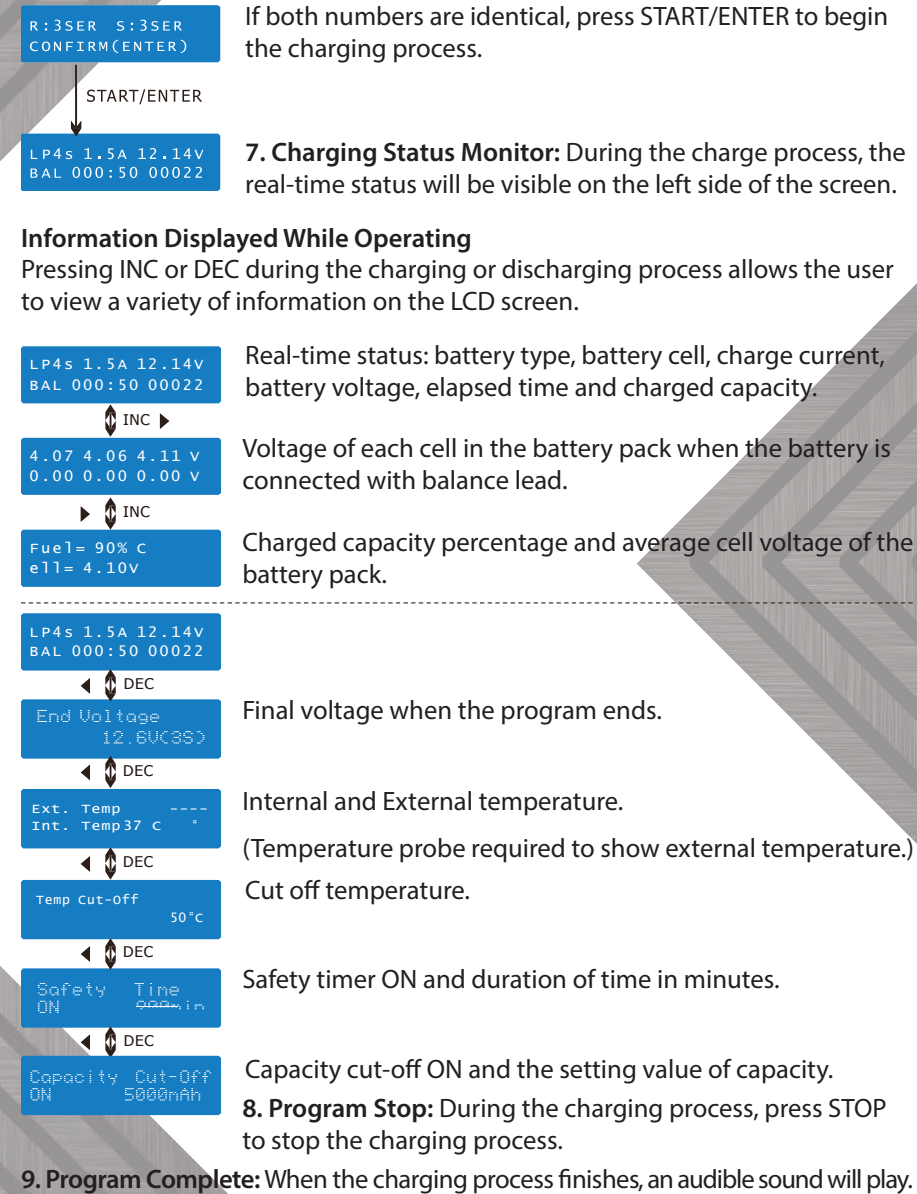 R:3SER S:3SER
CONFIRM(ENTER)
If both numbers are identical, press START/ENTER to begin
the charging process.
START/ENTER
LP4s 1.5A 12.14V
BAL 000:50 00022
7. Charging Status Monitor: During the charge process, the
real-time status will be visible on the left side of the screen.
Information Displayed While Operating
Pressing INC or DEC during the charging or discharging process allows the user
to view a variety of information on the LCD screen.
LP4s 1.5A 12.14V
BAL 000:50 00022
Real-time status: battery type, battery cell, charge current,
battery voltage, elapsed time and charged capacity.
INC
4.07 4.06 4.11 V
0.00 0.00 0.00 V
Voltage of each cell in the battery pack when the battery is
connected with balance lead.
INC
Fuel= 90% C
ell= 4.10V
Charged capacity percentage and average cell voltage of the
battery pack.
LP4s 1.5A 12.14V
BAL 000:50 00022
DEC
End Voltage
12.6V(3S)
Final voltage when the program ends.
DEC
Ext. Temp ----
Int. Temp37 C °
Internal and External temperature.
(Temperature probe required to show external temperature.)
DEC
Temp Cut-Off
50°C
Cut off temperature.
DEC
Safety Time
ON
Safety timer ON and duration of time in minutes.
DEC
Capacity Cut-Off
ON 5000mAh
Capacity cut-off ON and the setting value of capacity.
8. Program Stop: During the charging process, press STOP
to stop the charging process.
9. Program Complete: When the charging process finishes, an audible sound will play.